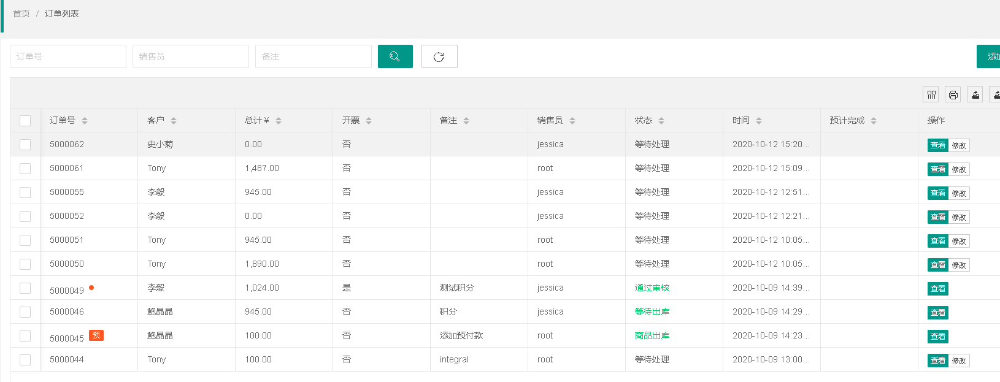 首页 / 订单列表
订单号 销售员 备注 添加
订单号 客户 总计￥ 开票 备注 销售员 状态 时间 预计完成 操作
5000062 史小菊 0.00 否 jessica 等待处理 2020-10-12 15:20... 查看 修改
5000061 Tony 1,487.00 否 root 等待处理 2020-10-12 15:09... 查看 修改
5000055 李毅 945.00 否 jessica 等待处理 2020-10-12 12:51... 查看 修改
5000052 李毅 0.00 否 jessica 等待处理 2020-10-12 12:21... 查看 修改
5000051 Tony 945.00 否 root 等待处理 2020-10-12 10:05... 查看 修改
5000050 Tony 1,890.00 否 root 等待处理 2020-10-12 10:05... 查看 修改
5000049 李毅 1,024.00 是 测试积分 jessica 通过审核 2020-10-09 14:39... 查看
5000046 鲍晶晶 945.00 否 积分 jessica 等待出库 2020-10-09 14:29... 查看
5000045 预 鲍晶晶 100.00 否 添加预付款 root 商品出库 2020-10-09 14:23... 查看
5000044 Tony 100.00 否 integral root 等待处理 2020-10-09 13:00... 查看 修改